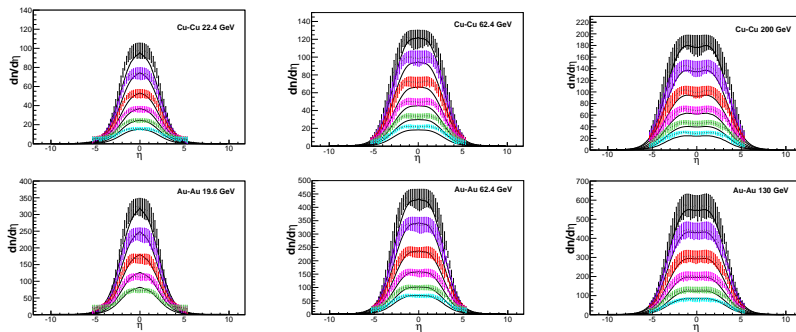 140
120
100
80
60
40
20
0
dn/dη
Cu-Cu 22.4 GeV
-10 -5 0 5 10
η
140
120
100
80
60
40
20
0
dn/dη
Cu-Cu 62.4 GeV
-10 -5 0 5 10
η
220
200
180
160
140
120
100
80
60
40
20
0
dn/dη
Cu-Cu 200 GeV
-10 -5 0 5 10
η
400
350
300
250
200
150
100
50
0
dn/dη
Au-Au 19.6 GeV
-10 -5 0 5 10
η
500
450
400
350
300
250
200
150
100
50
0
dn/dη
Au-Au 62.4 GeV
-10 -5 0 5 10
η
700
600
500
400
300
200
100
0
dn/dη
Au-Au 130 GeV
-10 -5 0 5 10
η